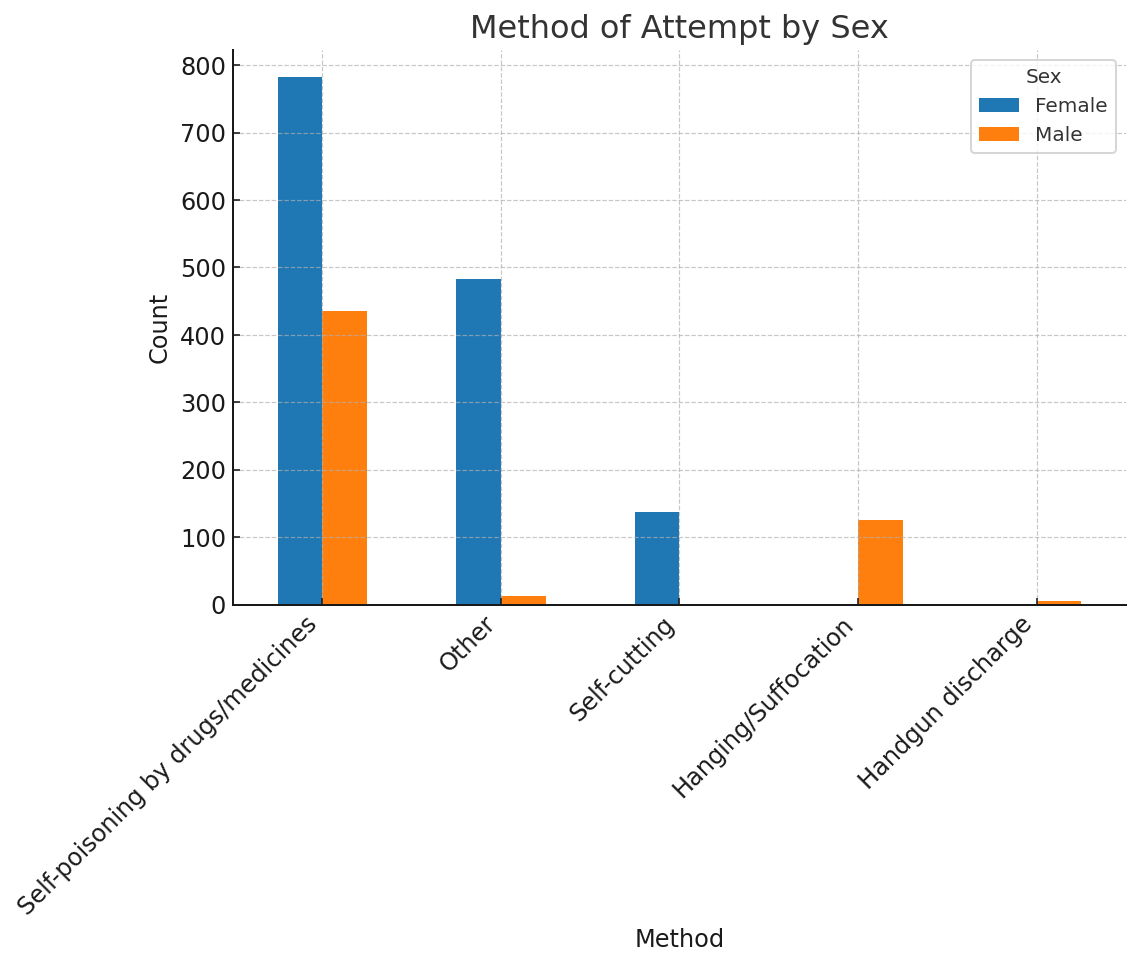 Method of Attempt by Sex
800
700
600
500
400
300
200
100
0
Count
Sex
Female
Male
Self-poisoning by drugs/medicines
Other
Self-cutting
Hanging/Suffocation
Handgun discharge
Method